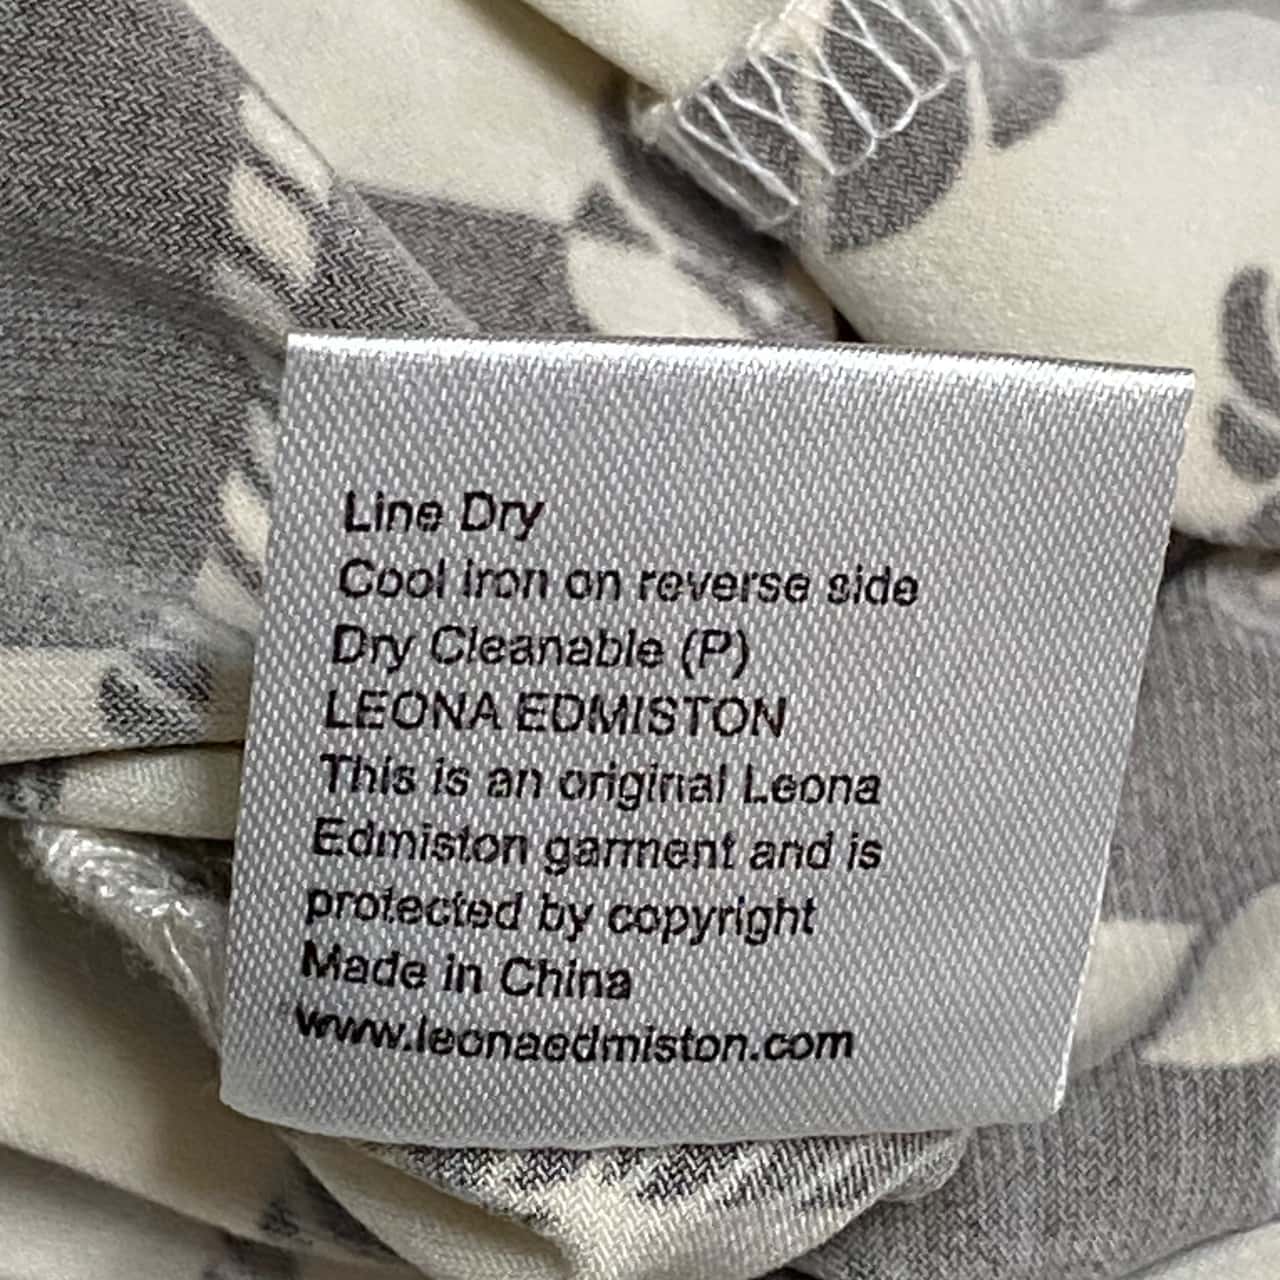 Line Dry
Cool Iron on reverse side
Dry Cleanable (P)
LEONA EDMISTON
This is an original Leona
Edmiston garment and is
protected by copyright
Made in China
www.leonaedmiston.com